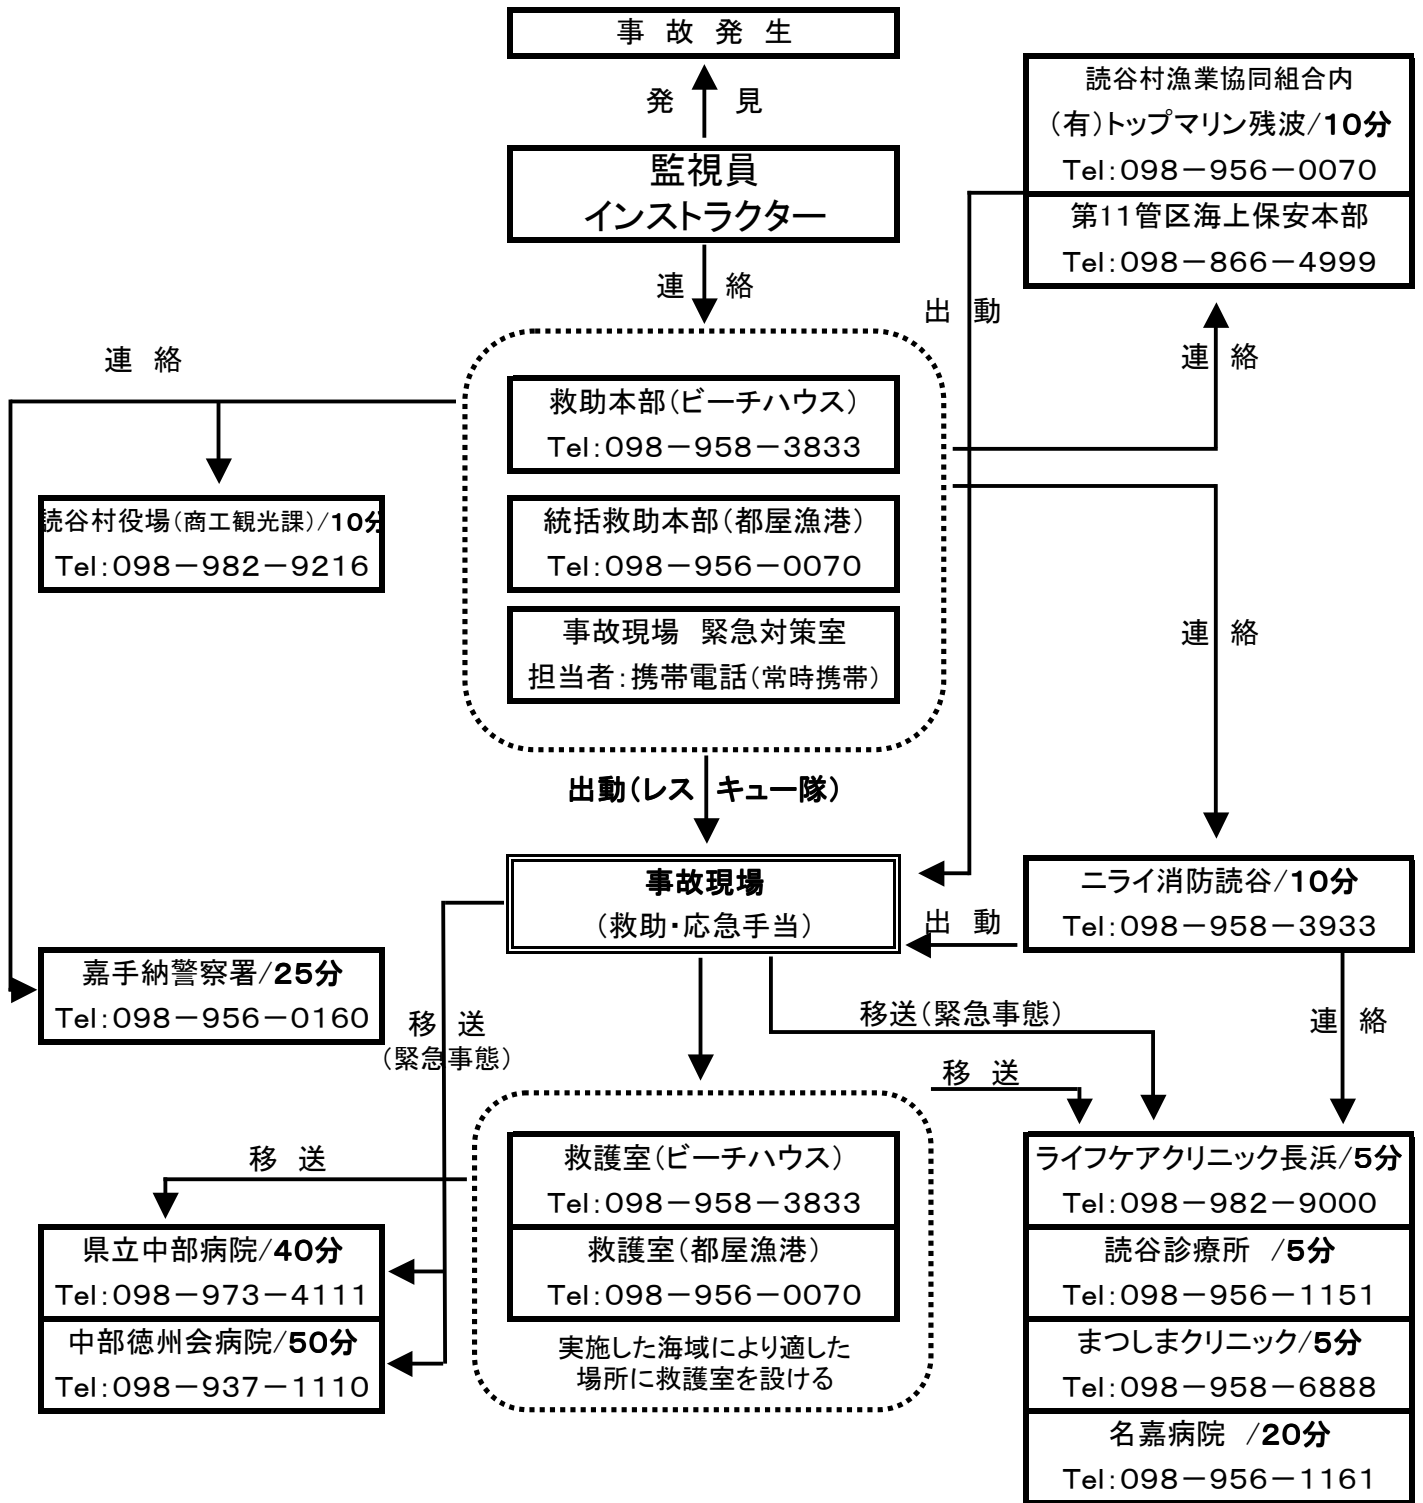 事 故 発 生
発 見
監視員
インストラクター
連 絡
読谷村漁業協同組合内
（有）トップマリン残波/10分
Tel：098－956－0070
第11管区海上保安本部
Tel：098－866－4999
出 動
連 絡
連 絡
救助本部（ビーチハウス）
Tel：098－958－3833
統括救助本部（都屋漁港）
Tel：098－956－0070
事故現場 緊急対策室
担当者：携帯電話（常時携帯）
読谷村役場（商工観光課）/10分
Tel：098－982－9216
連 絡
出動（レスキュー隊）
事故現場
（救助・応急手当）
出 動
ニライ消防読谷/10分
Tel：098－958－3933
嘉手納警察署/25分
Tel：098－956－0160
移 送
（緊急事態）
移送（緊急事態）
連 絡
移 送
移 送
救護室（ビーチハウス）
Tel：098－958－3833
救護室（都屋漁港）
Tel：098－956－0070
実施した海域により適した
場所に救護室を設ける
県立中部病院/40分
Tel：098－973－4111
中部徳州会病院/50分
Tel：098－937－1110
ライフケアクリニック長浜/5分
Tel：098－982－9000
読谷診療所 /5分
Tel：098－956－1151
まつしまクリニック/5分
Tel：098－958－6888
名嘉病院 /20分
Tel：098－956－1161